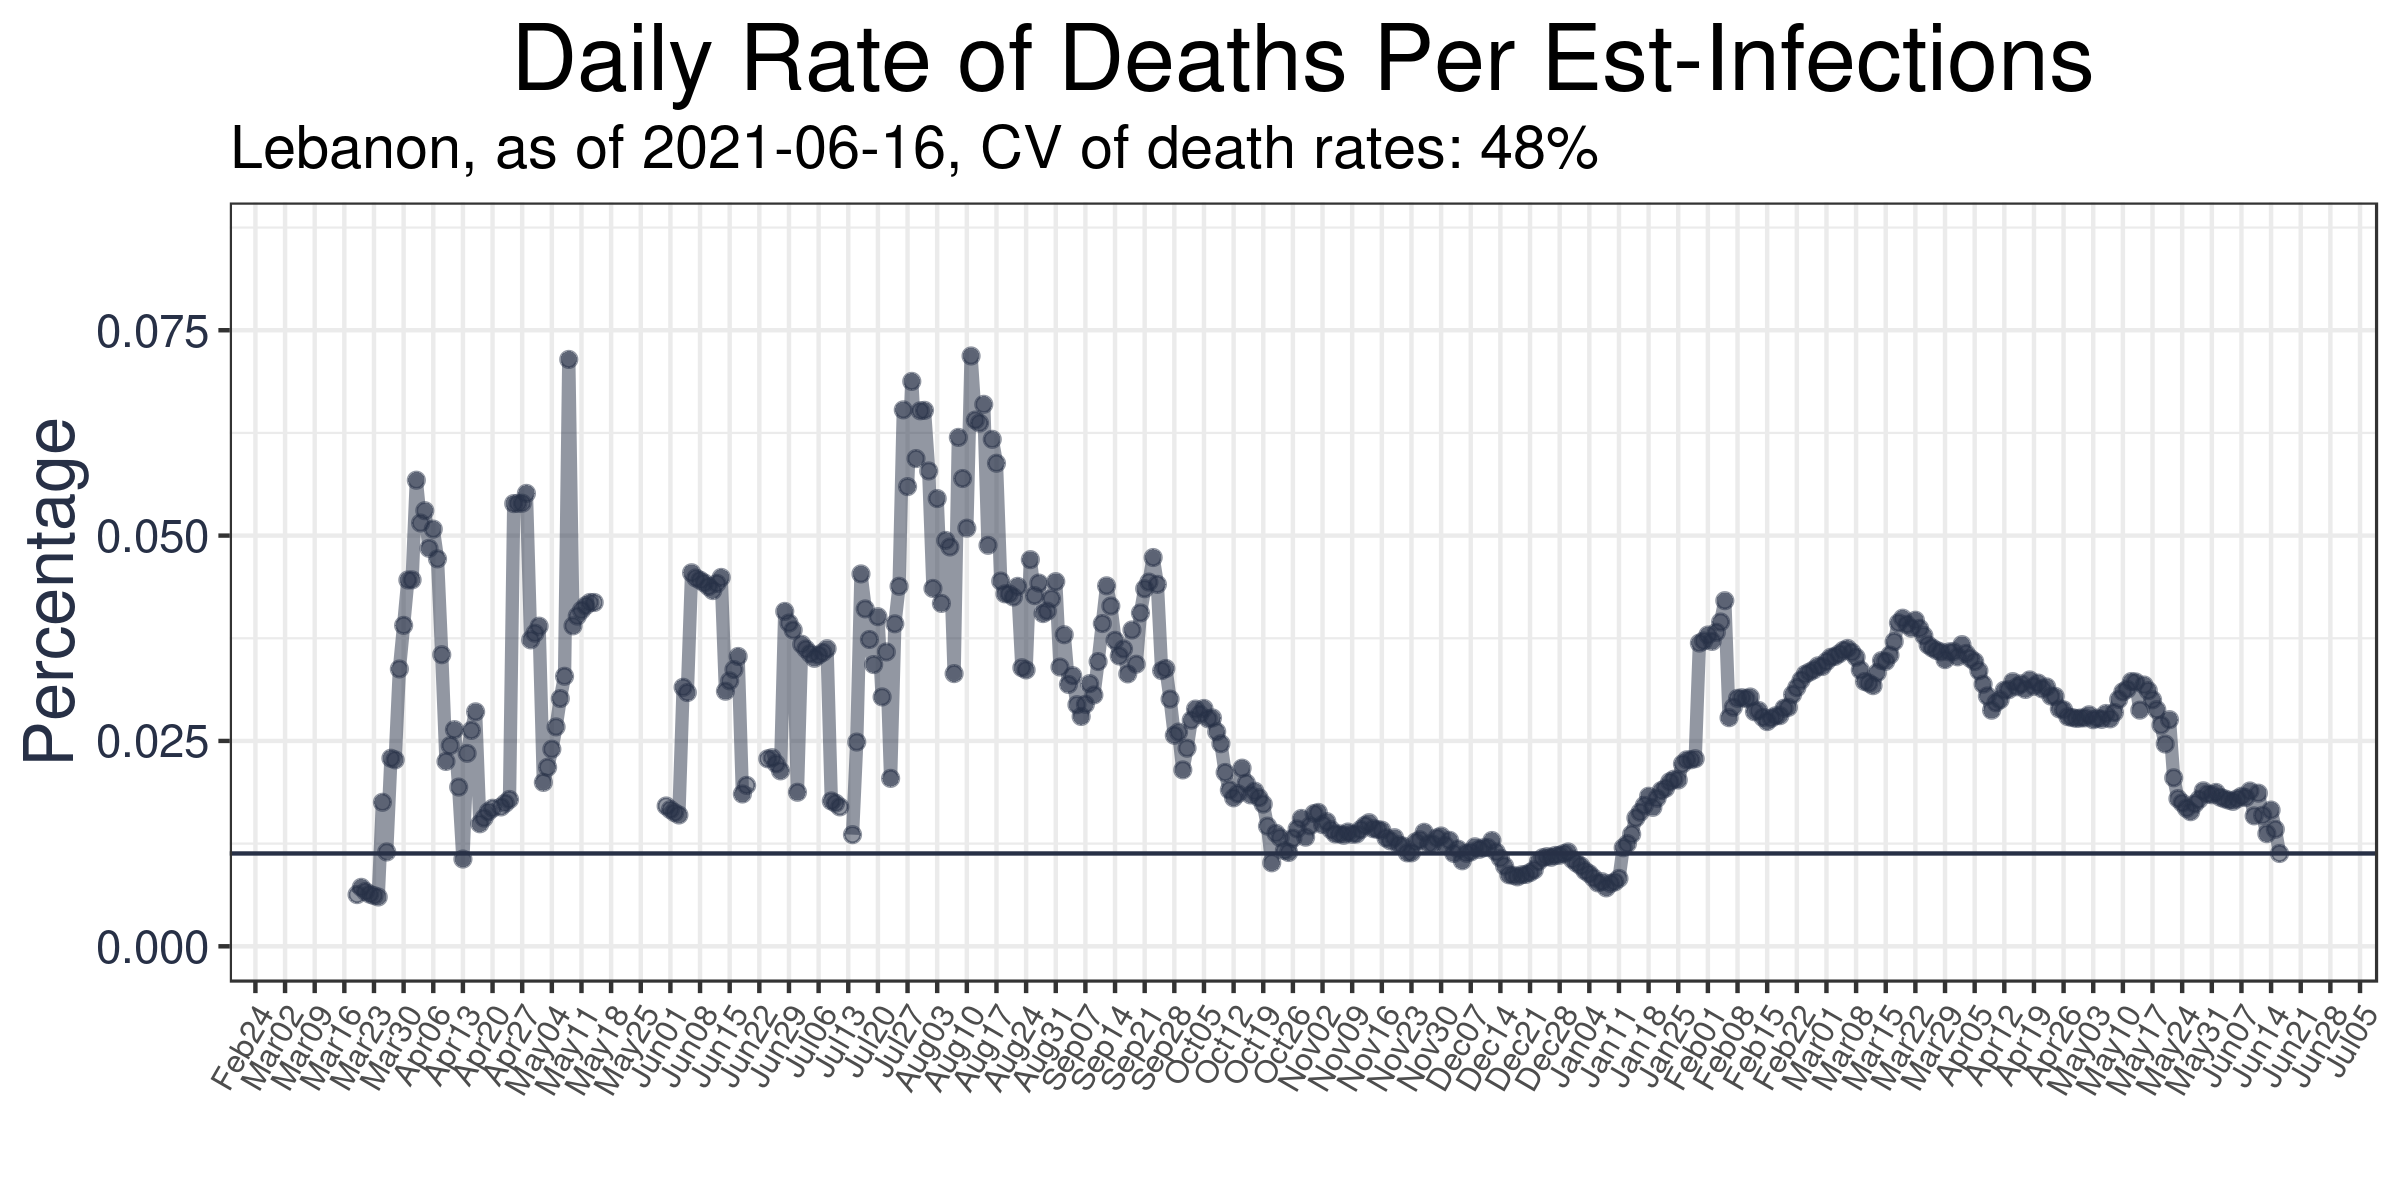 Daily Rate of Deaths Per Est-Infections
Lebanon, as of 2021-06-16, CV of death rates: 48%
Percentage
0.075
0.050
0.025
0.000
Feb24
Mar02
Mar09
Mar16
Mar23
Mar30
Apr06
Apr13
Apr20
Apr27
May04
May11
May18
May25
Jun01
Jun08
Jun15
Jun22
Jun29
Jul06
Jul13
Jul20
Jul27
Aug03
Aug10
Aug17
Aug24
Aug31
Sep07
Sep14
Sep21
Sep28
Oct05
Oct12
Oct19
Oct26
Nov02
Nov09
Nov16
Nov23
Nov30
Dec07
Dec14
Dec21
Dec28
Jan04
Jan11
Jan18
Jan25
Feb01
Feb08
Feb15
Feb22
Mar01
Mar08
Mar15
Mar22
Mar29
Apr05
Apr12
Apr19
Apr26
May03
May10
May17
May24
May31
Jun07
Jun14
Jun21
Jun28
Jul05